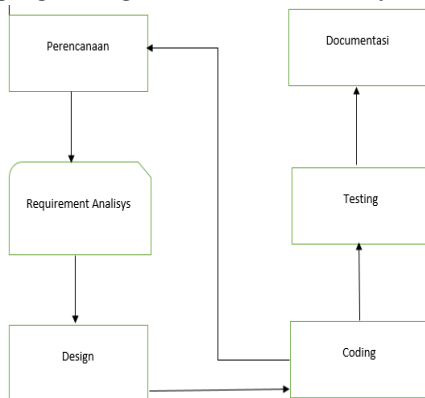 Perencanaan
Documentasi
Requirement Analisys
Testing
Design
Coding